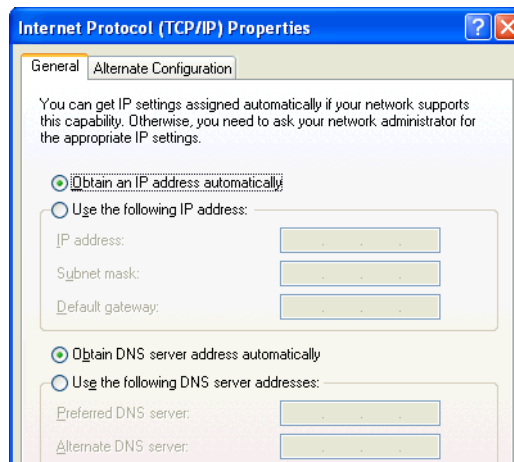 Internet Protocol (TCP/IP) Properties
General
Alternate Configuration
You can get IP settings assigned automatically if your network supports
this capability. Otherwise, you need to ask your network administrator for
the appropriate IP settings.
Obtain an IP address automatically
Use the following IP address:
IP address:
Subnet mask:
Default gateway:
Obtain DNS server address automatically
Use the following DNS server addresses:
Preferred DNS server:
Alternate DNS server: